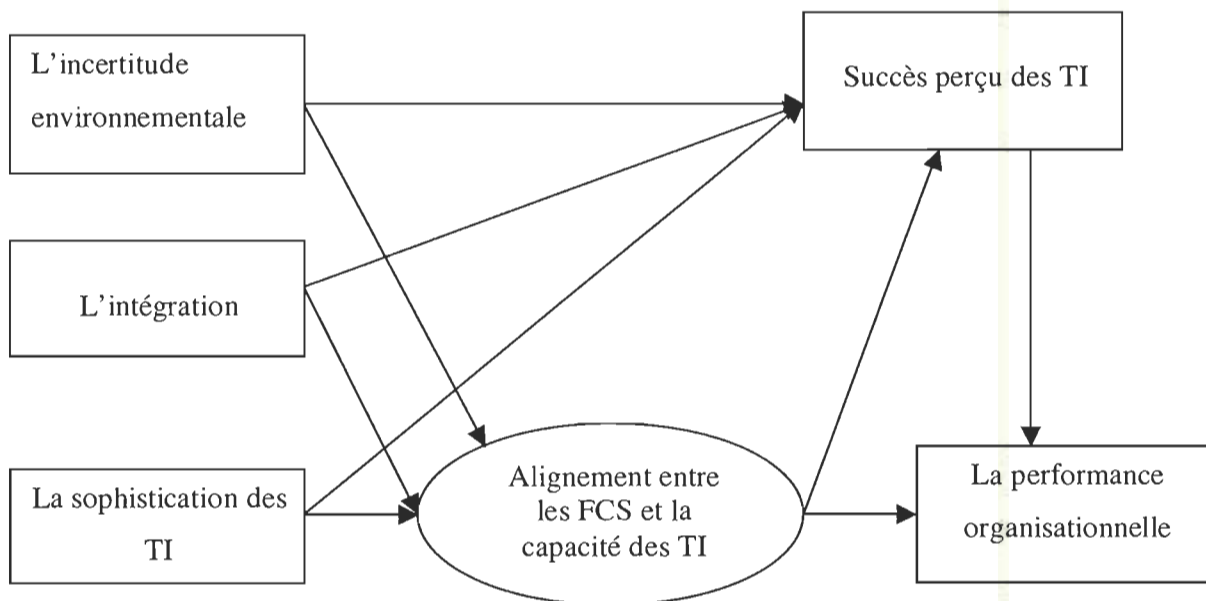 L'incertitude
environnementale
Succès perçu des TI
L'intégration
La sophistication des
TI
Alignement entre
les FCS et la
capacité des TI
La performance
organisationnelle